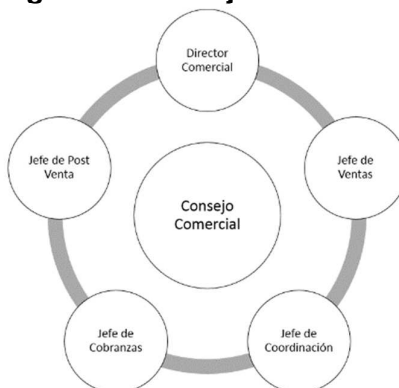 Director
Comercial
Jefe de Post
Venta
Jefe de
Ventas
Consejo
Comercial
Jefe de
Cobranzas
Jefe de
Coordinación